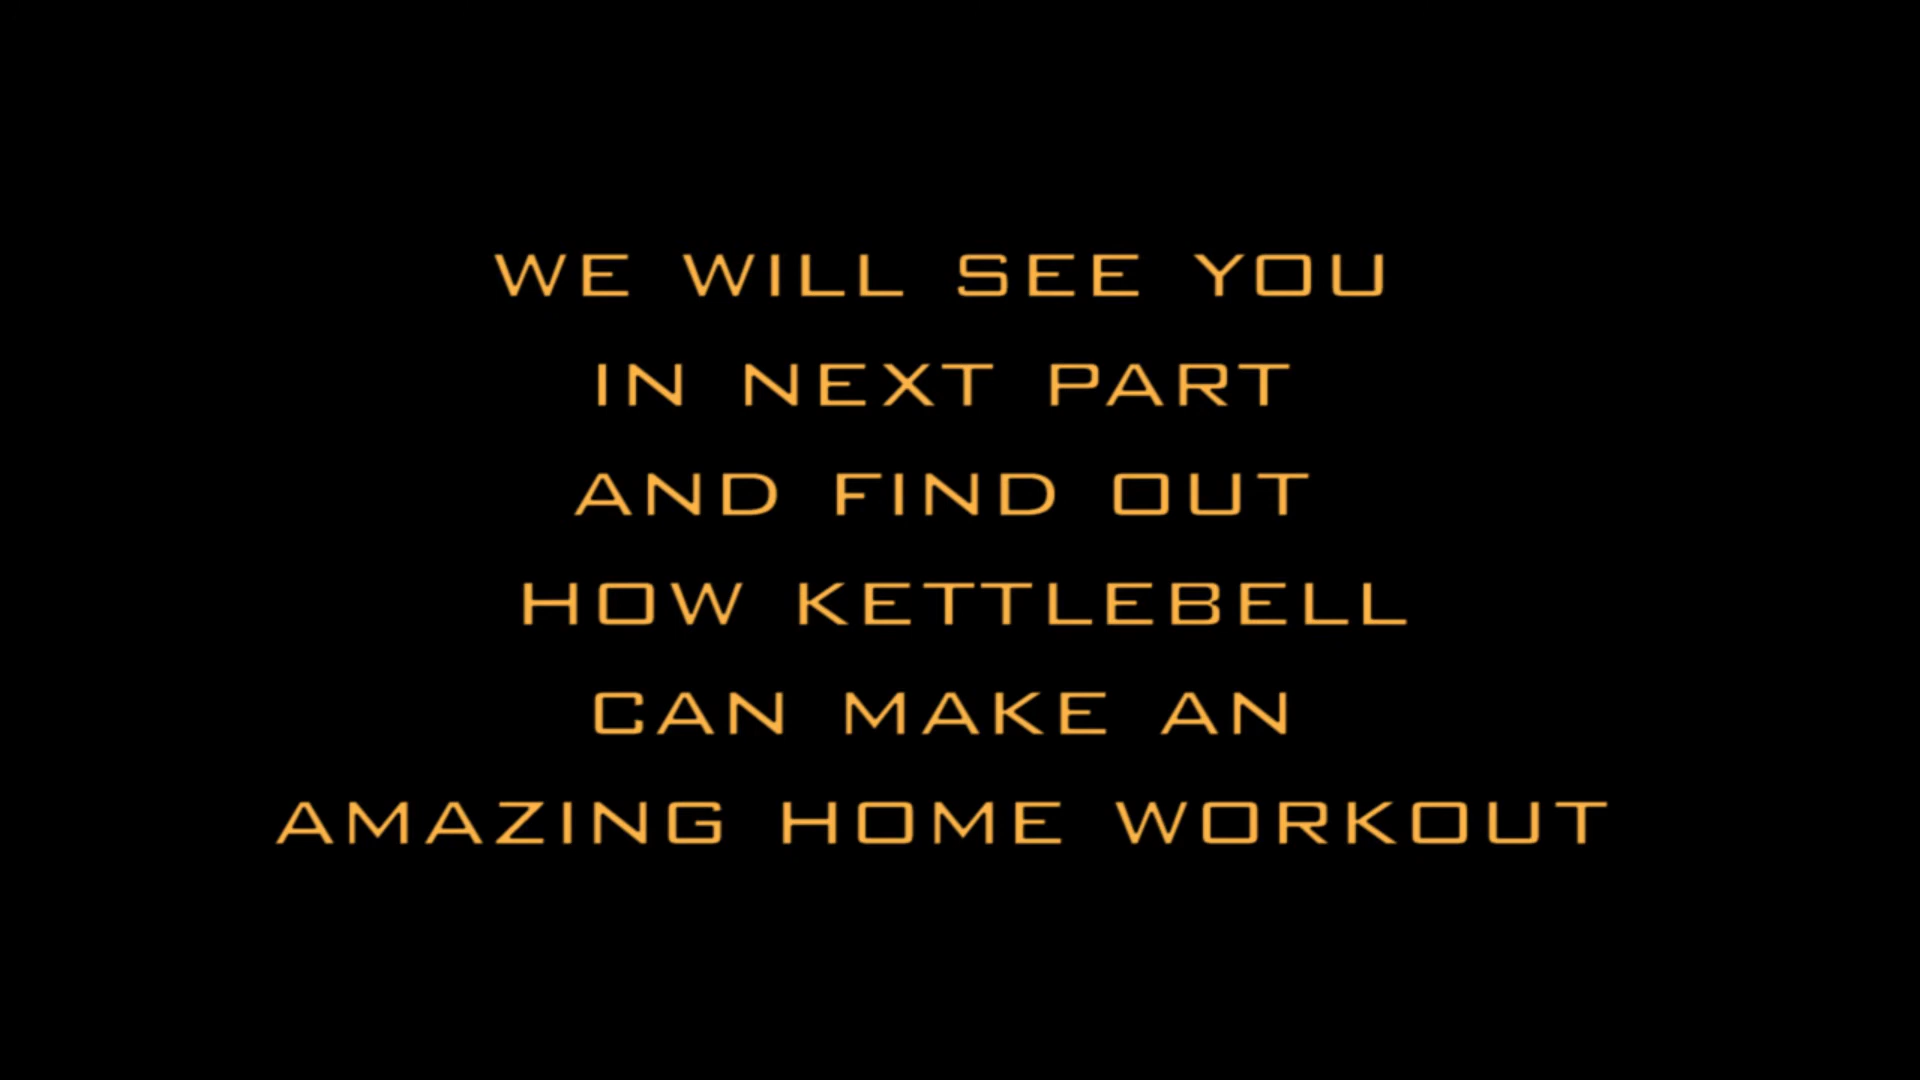 WE WILL SEE YOU
IN NEXT PART
AND FIND OUT
HOW KETTLEBELL
CAN MAKE AN
AMAZING HOME WORKOUT